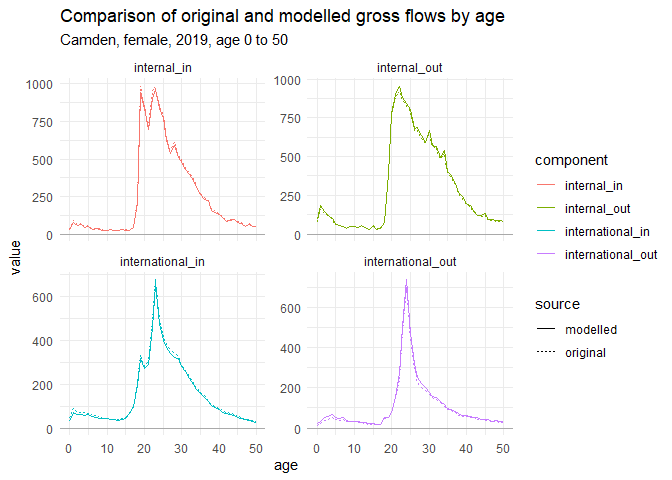 Comparison of original and modelled gross flows by age
Camden, female, 2019, age 0 to 50
internal_in
internal_out
1000
750
500
250
0
1000
750
500
250
0
international_in
international_out
600
400
200
0
600
400
200
0
0 10 20 30 40 50
0 10 20 30 40 50
value
age
component
internal_in
internal_out
international_in
international_out
source
modelled
original